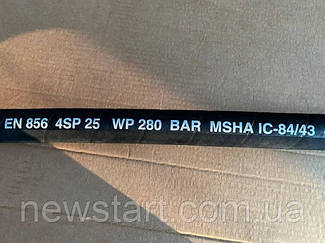 EN 856 4SP 25 WP 280 BAR MSHA IC-84/43
newstart.com.ua